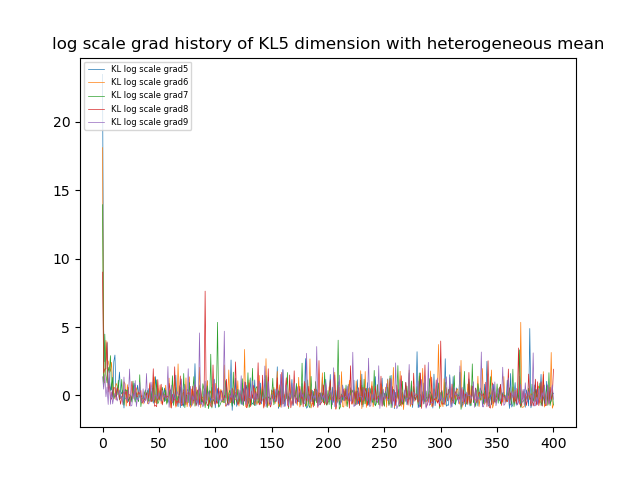 log scale grad history of KL5 dimension with heterogeneous mean
KL log scale grad5
KL log scale grad6
KL log scale grad7
KL log scale grad8
KL log scale grad9
20
15
10
5
0
0 50 100 150 200 250 300 350 400